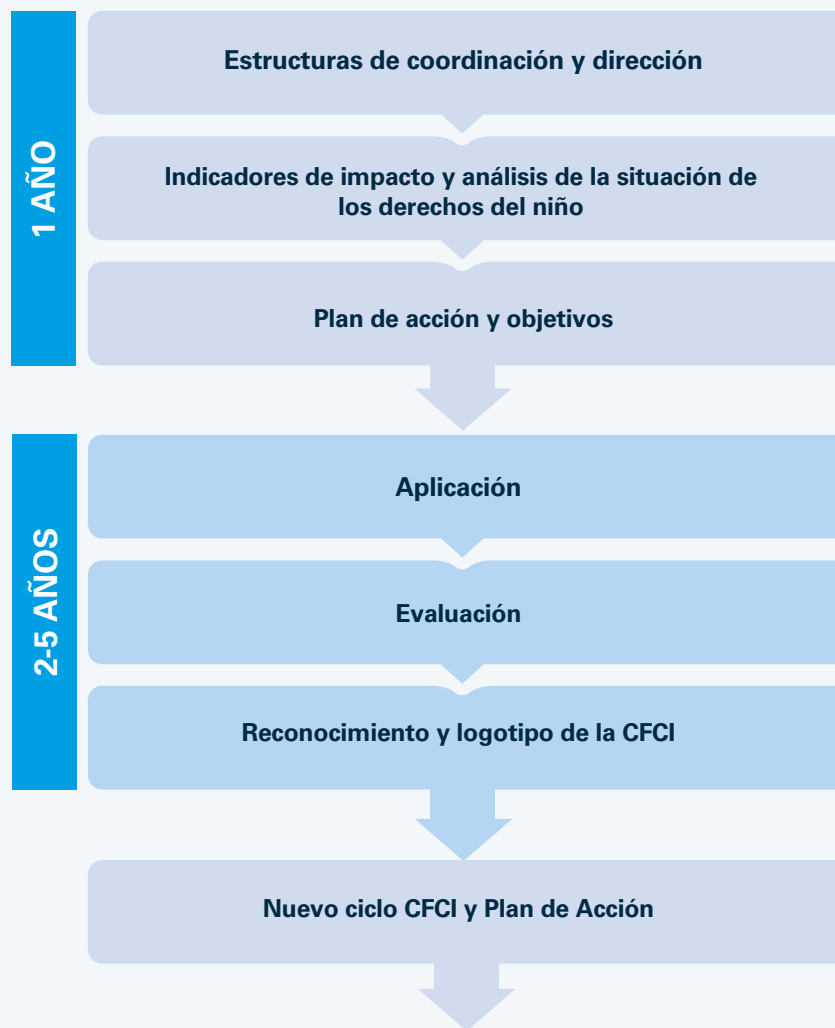 1 AÑO
Estructuras de coordinación y dirección
Indicadores de impacto y análisis de la situación de
los derechos del niño
Plan de acción y objetivos
2-5 AÑOS
Aplicación
Evaluación
Reconocimiento y logotipo de la CFCI
Nuevo ciclo CFCI y Plan de Acción